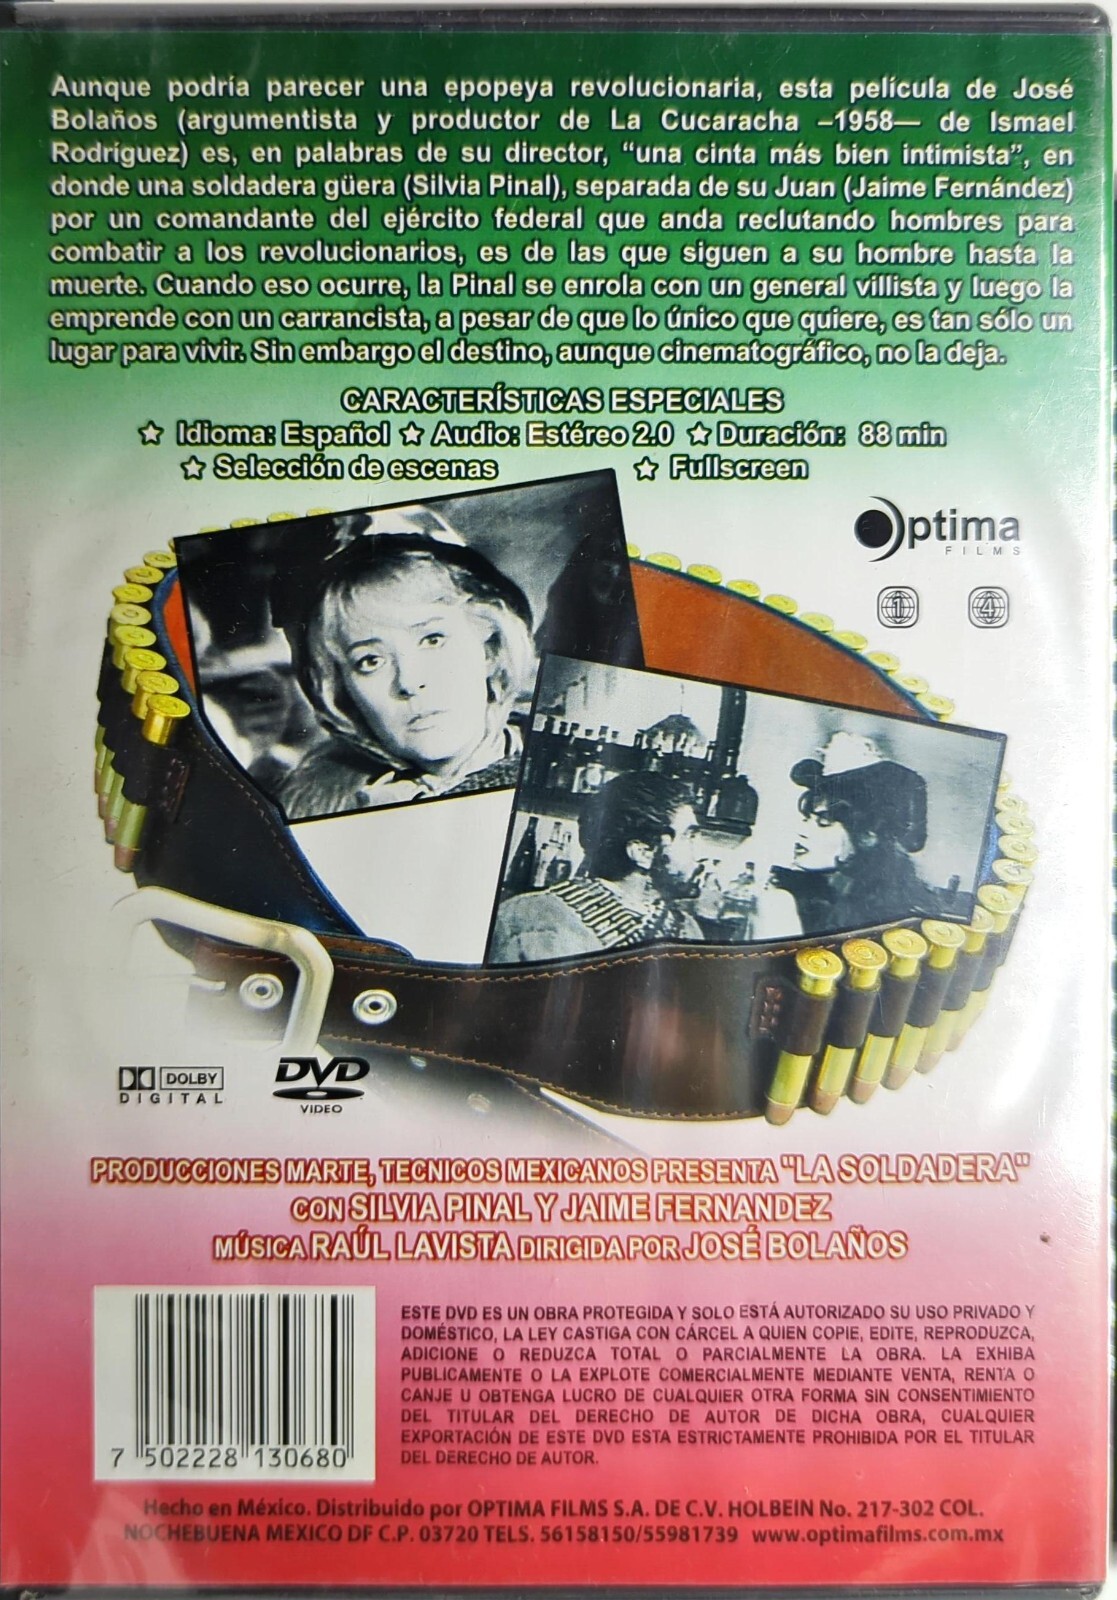 Aunque podría parecer una epopeya revolucionaria, esta película de José
Bolaños (argumentista y productor de La Cucaracha –1958— de Ismael
Rodríguez) es, en palabras de su director, “una cinta más bien intimista”, en
donde una soldadera güera (Silvia Pinal), separada de su Juan (Jaime Fernández)
por un comandante del ejército federal que anda reclutando hombres para
combatir a los revolucionarios, es de las que siguen a su hombre hasta la
muerte. Cuando eso ocurre, la Pinal se enrola con un general villista y luego la
emprende con un carrancista, a pesar de que lo único que quiere, es tan sólo un
lugar para vivir. Sin embargo el destino, aunque cinematográfico, no la deja.
CARACTERÍSTICAS ESPECIALES
★ Idioma: Español ★ Audio: Estéreo 2.0 ★ Duración: 88 min
★ Selección de escenas ★ Fullscreen
Optima
FILMS
1 4
DOLBY
DIGITAL
DVD
VIDEO
PRODUCCIONES MARTE, TECNICOS MEXICANOS PRESENTA "LA SOLDADERA"
CON SILVIA PINAL Y JAIME FERNANDEZ
MÚSICA RAÚL LAVISTA DIRIGIDA POR JOSÉ BOLAÑOS
ESTE DVD ES UN OBRA PROTEGIDA Y SOLO ESTÁ AUTORIZADO SU USO PRIVADO Y
DOMÉSTICO, LA LEY CASTIGA CON CÁRCEL A QUIEN COPIE, EDITE, REPRODUZCA,
ADICIONE O REDUZCA TOTAL O PARCIALMENTE LA OBRA. LA EXHIBA
PUBLICAMENTE O LA EXPLOTE COMERCIALMENTE MEDIANTE VENTA, RENTA O
CANJE U OBTENGA LUCRO DE CUALQUIER OTRA FORMA SIN CONSENTIMIENTO
DEL TITULAR DEL DERECHO DE AUTOR DE DICHA OBRA, CUALQUIER
EXPORTACIÓN DE ESTE DVD ESTA ESTRICTAMENTE PROHIBIDA POR EL TITULAR
DEL DERECHO DE AUTOR.
7 502228 130680
Hecho en México. Distribuido por OPTIMA FILMS S.A. DE C.V. HOLBEIN No. 217-302 COL.
NOCHEBUENA MEXICO DF C.P. 03720 TELS. 56158150/55981739 www.optimafilms.com.mx